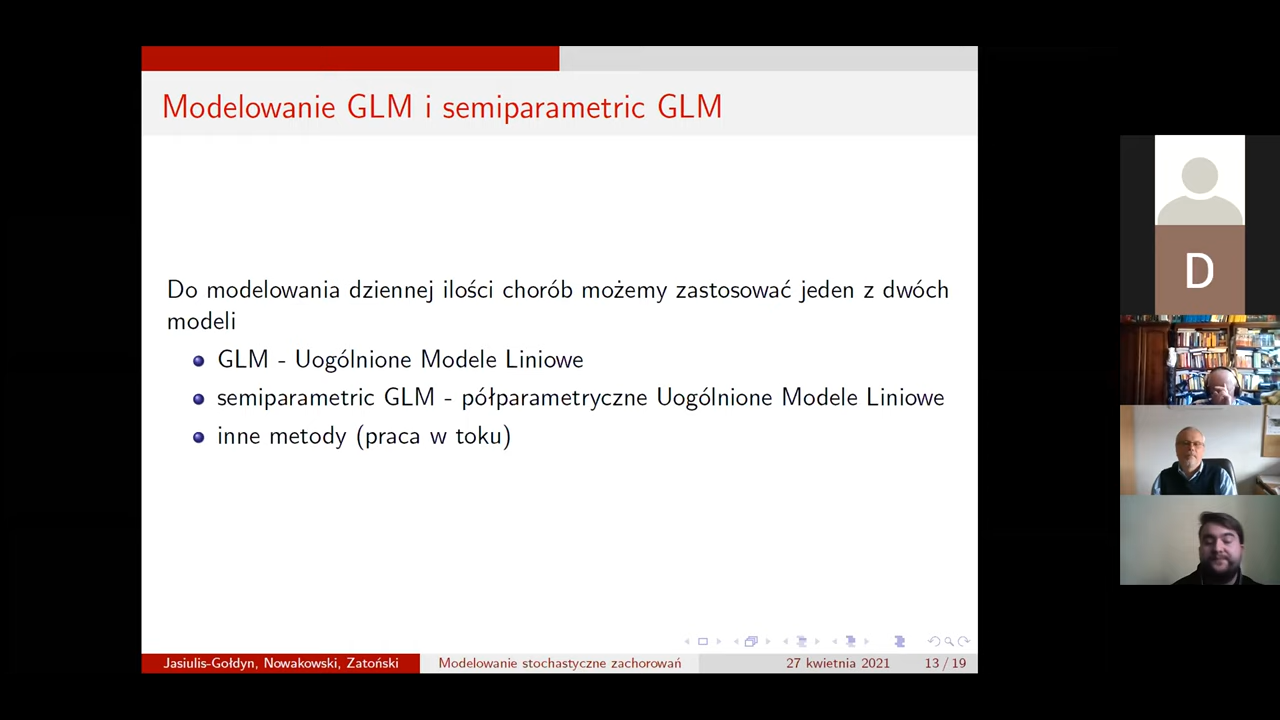 Modelowanie GLM i semiparametric GLM
Do modelowania dziennej ilości chorób możemy zastosować jeden z dwóch
modeli
GLM - Uogólnione Modele Liniowe
semiparametric GLM - półparametryczne Uogólnione Modele Liniowe
inne metody (praca w toku)
Jasiulis-Gołdyn, Nowakowski, Zatoński
Modelowanie stochastyczne zachorowań
27 kwietnia 2021
13 / 19
D